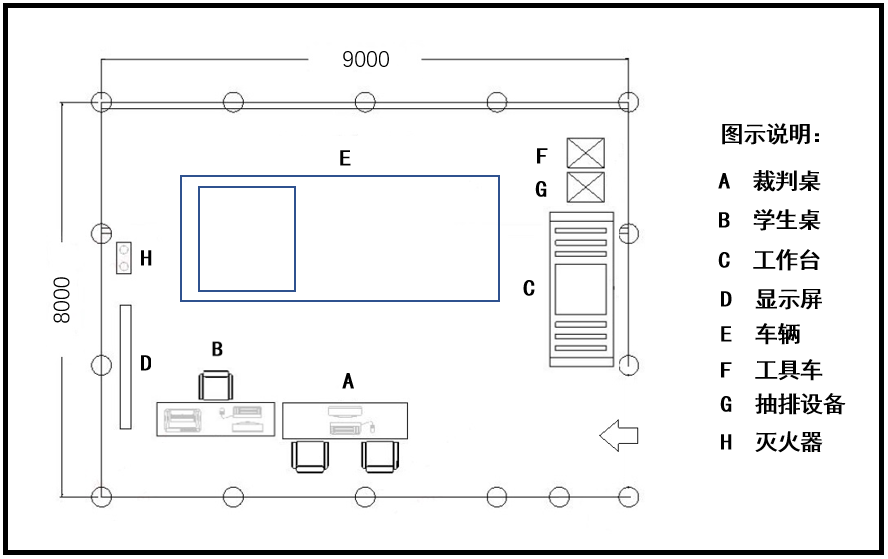 9000
E
F
G
H
C
8000
D
B
A
图示说明:
A 裁判桌
B 学生桌
C 工作台
D 显示屏
E 车辆
F 工具车
G 抽排设备
H 灭火器